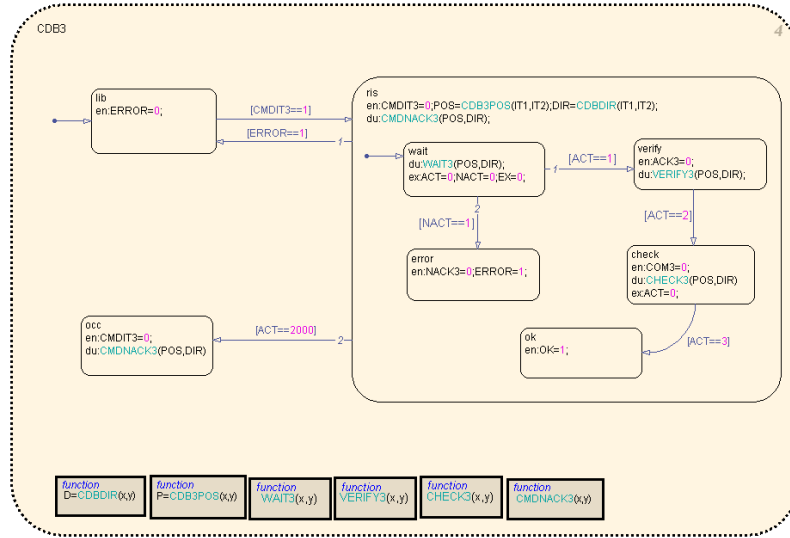 CDB3
4
lib
en:ERROR=0;
[CMDIT3==1]
[ERROR==1]
1
ris
en:CMDIT3=0;POS=CDB3POS(IT1,IT2);DIR=CDBDIR(IT1,IT2);
du:CMDNACK3(POS,DIR);
wait
du:WAIT3(POS,DIR);
ex:ACT=0;NACT=0;EX=0;
[ACT==1]
1
2
verify
en:ACK3=0;
du:VERIFY3(POS,DIR);
[NACT==1]
[ACT==2]
error
en:NACK3=0;ERROR=1;
check
en:COM3=0;
du:CHECK3(POS,DIR)
ex:ACT=0;
occ
en:CMDIT3=0;
du:CMDNACK3(POS,DIR)
[ACT==2000]
2
ok
en:OK=1;
[ACT==3]
function
D=CDBDIR(x,y)
function
P=CDB3POS(x,y)
function
WAIT3(x,y)
function
VERIFY3(x,y)
function
CHECK3(x,y)
function
CMDNACK3(x,y)